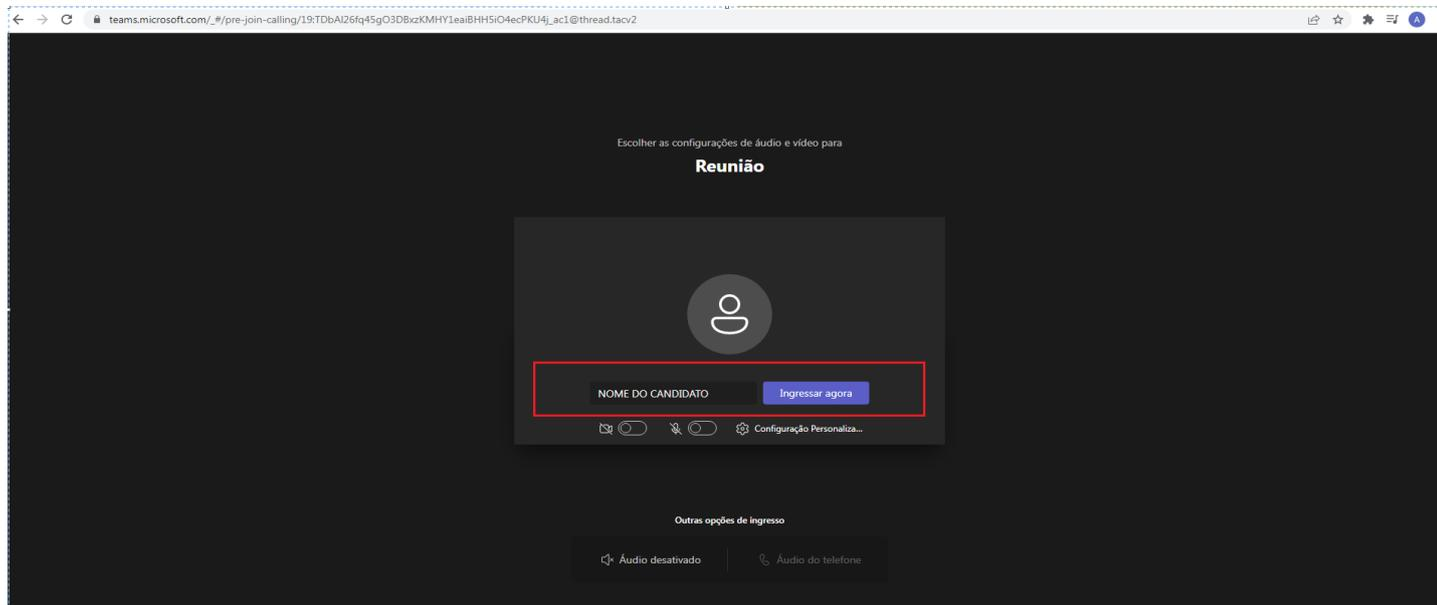 teams.microsoft.com/_#/pre-join-calling/19:TDbAl26fq45gO3DBxzKMHY1eaiBHH5iO4ecPKU4j_ac1@thread.tacv2
A
Escolher as configurações de áudio e vídeo para
Reunião
NOME DO CANDIDATO
Ingressar agora
Configuração Personaliza...
Outras opções de ingresso
Áudio desativado
Áudio do telefone